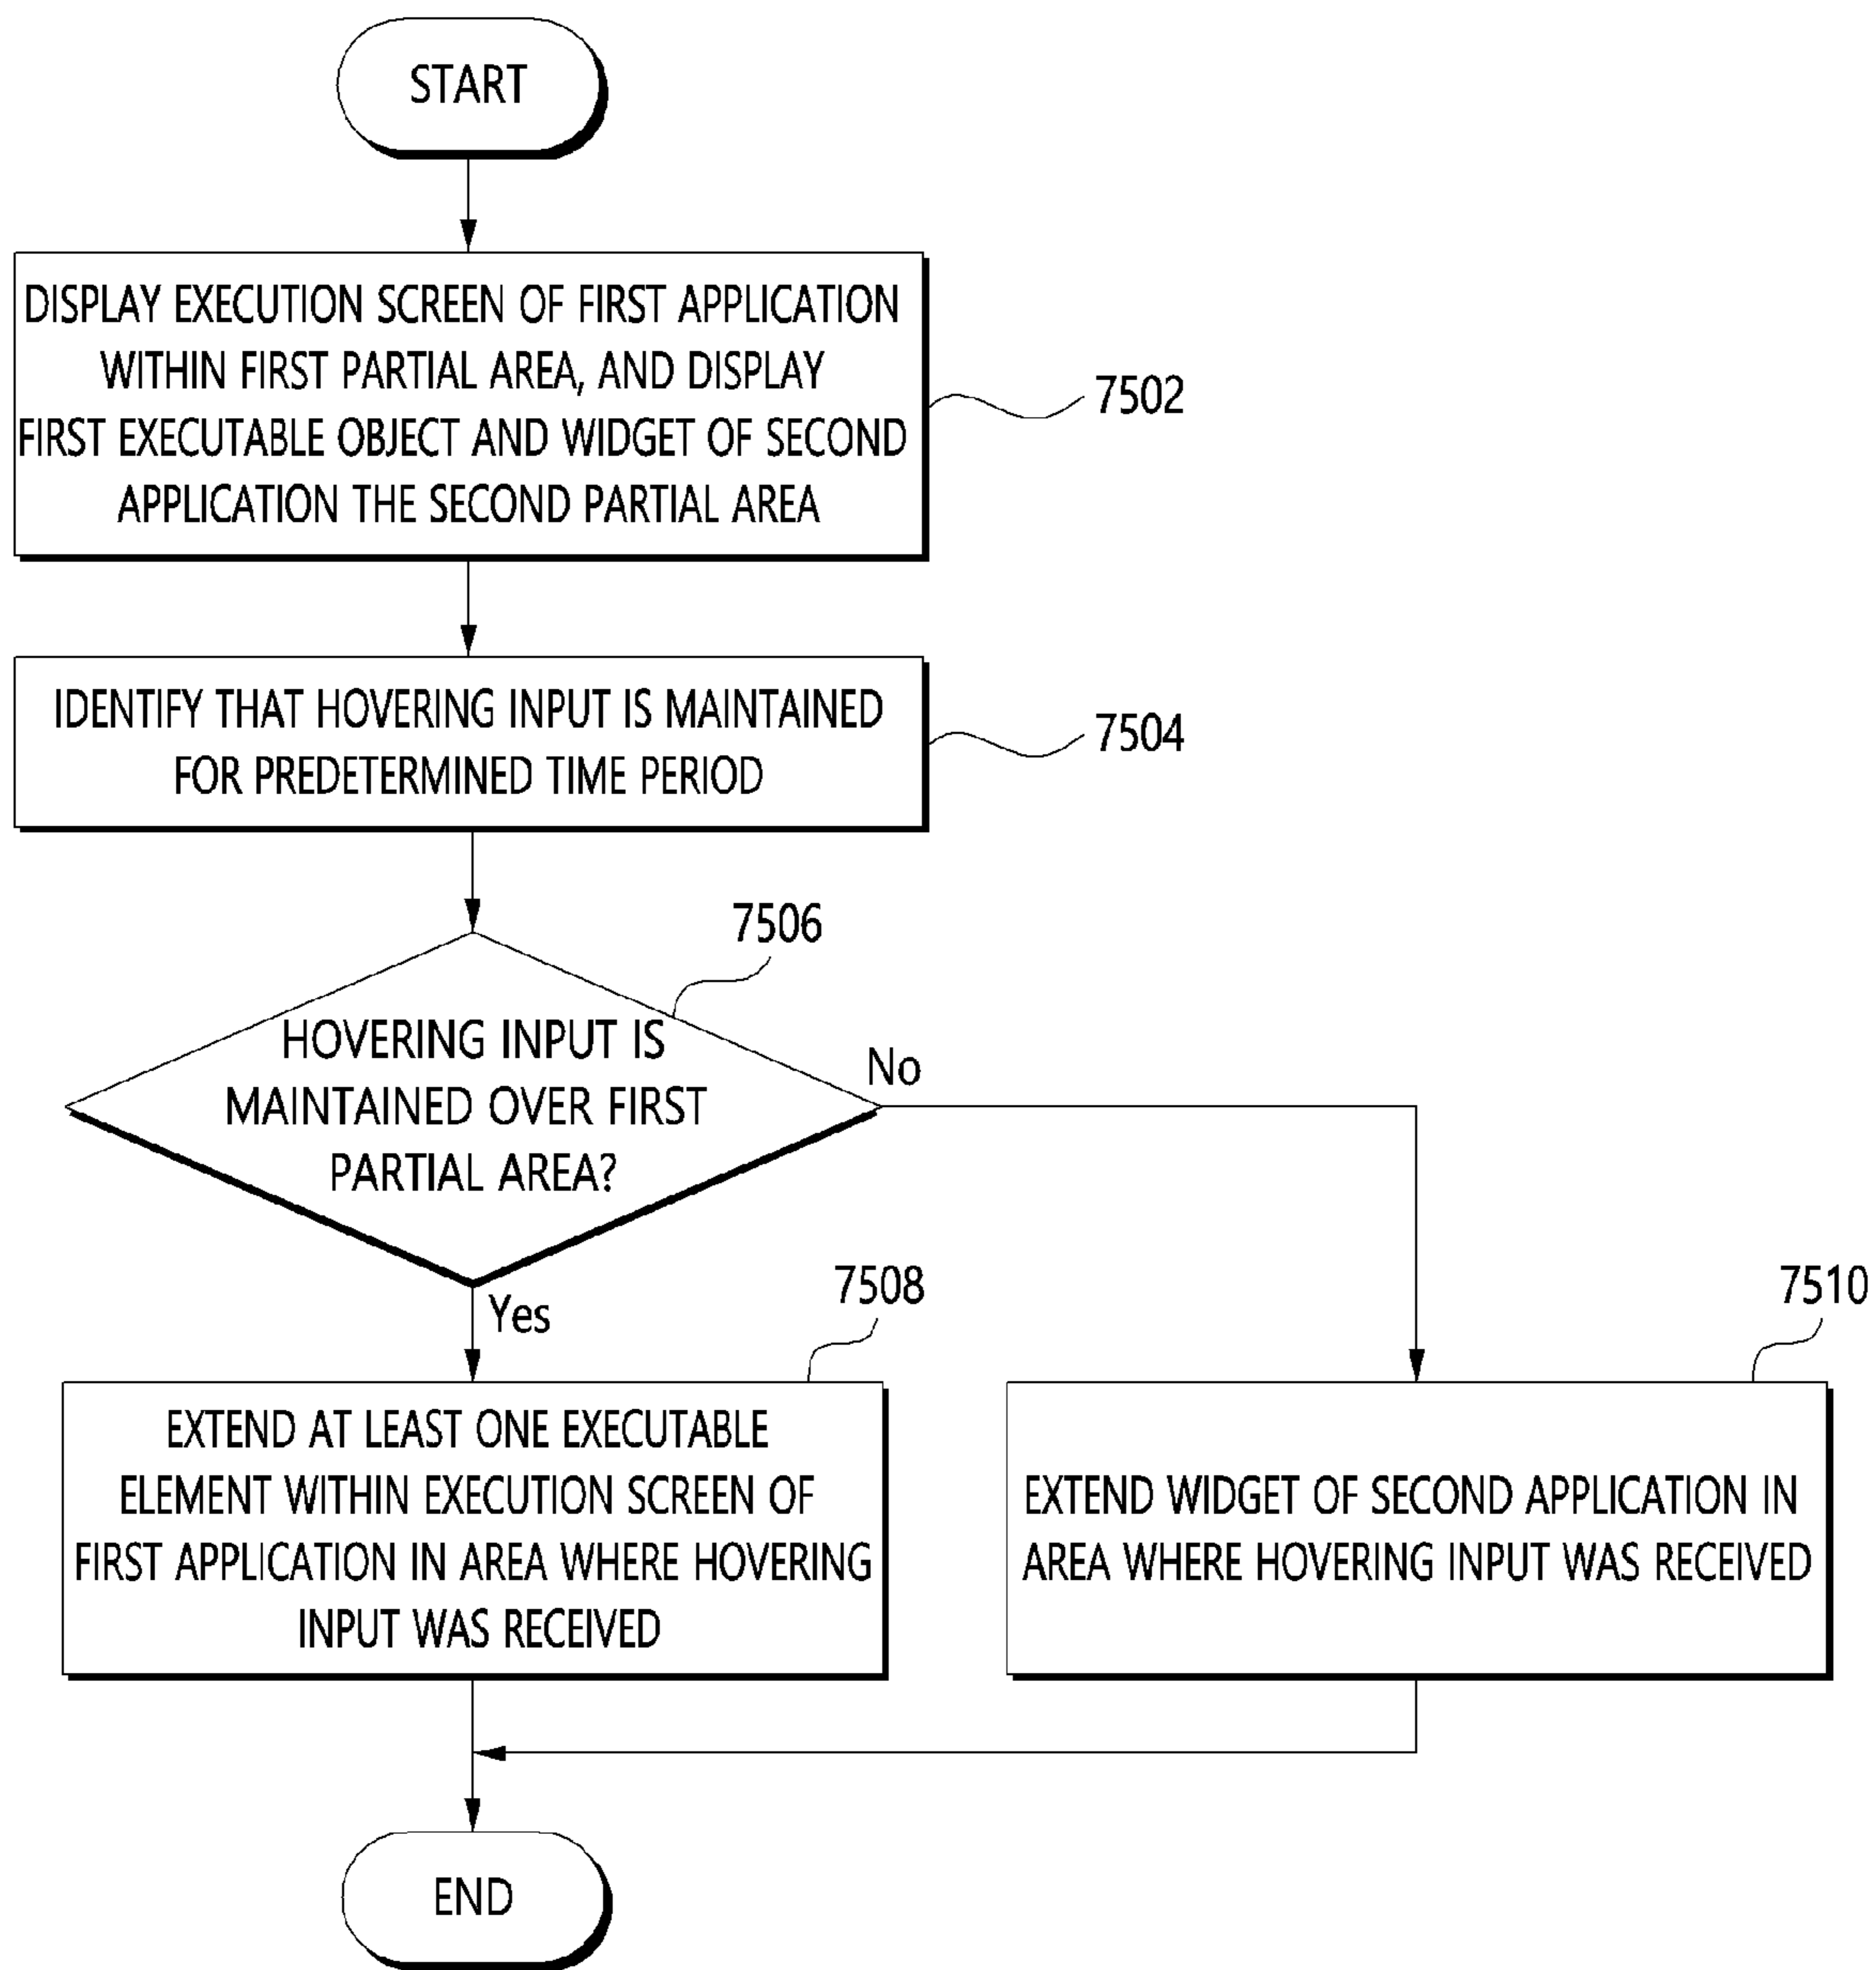 START
DISPLAY EXECUTION SCREEN OF FIRST APPLICATION
WITHIN FIRST PARTIAL AREA, AND DISPLAY
FIRST EXECUTABLE OBJECT AND WIDGET OF SECOND
APPLICATION THE SECOND PARTIAL AREA
7502
IDENTIFY THAT HOVERING INPUT IS MAINTAINED
FOR PREDETERMINED TIME PERIOD
7504
7506
HOVERING INPUT IS
MAINTAINED OVER FIRST
PARTIAL AREA?
No
Yes
7508
EXTEND AT LEAST ONE EXECUTABLE
ELEMENT WITHIN EXECUTION SCREEN OF
FIRST APPLICATION IN AREA WHERE HOVERING
INPUT WAS RECEIVED
7510
EXTEND WIDGET OF SECOND APPLICATION IN
AREA WHERE HOVERING INPUT WAS RECEIVED
END